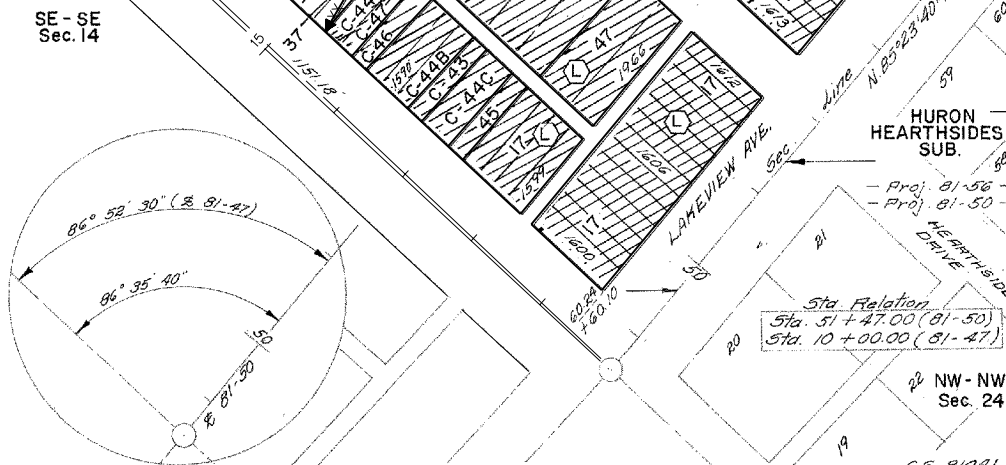 SE - SE
Sec. 14
15
1151.18'
37
C-44
C-47
C-46
1590
C-44B
C-43
C-44C
45
17
L
1599
47
L
1966
17
1612
L
1606
17
1600
1613
LAKEVIEW AVE.
Line
Sec
N. 85°23'40"
59
60
HURON
HEARTHSIDES
SUB.
- Proj. 81-56 -
- Proj. 81-50 -
HEARTHSIDE
DRIVE
86° 52' 30" (℄ 81-47)
86° 35' 40"
50
℄ 81-50
60.24
+60.10
50
21
Sta. Relation
Sta. 51 + 47.00 (81-50)
Sta. 10 + 00.00 (81-47)
20
22
NW - NW
Sec. 24
19